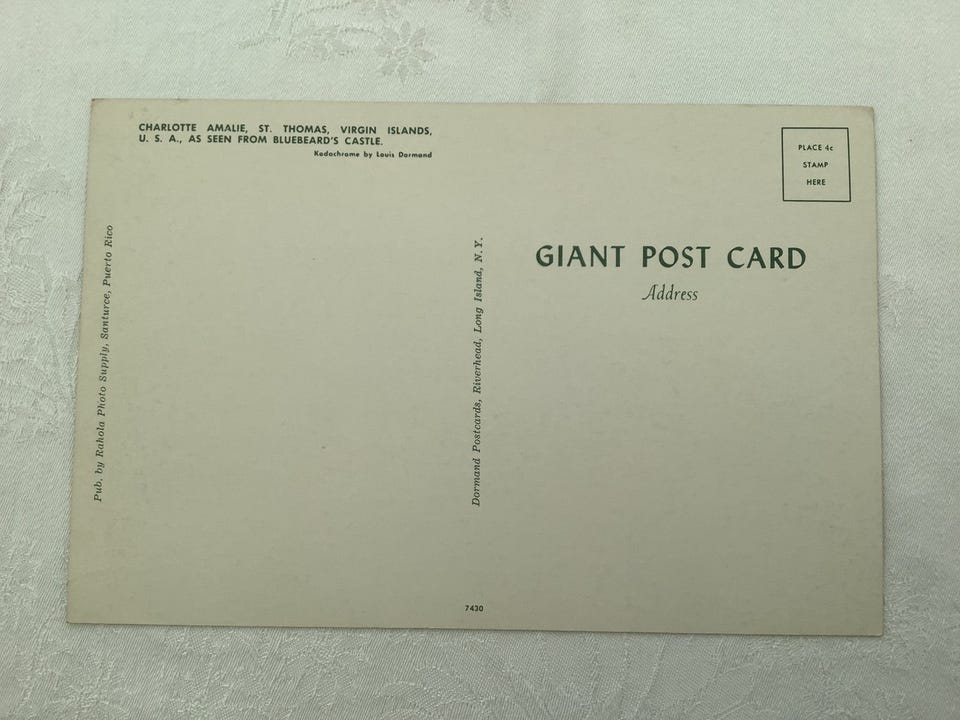 CHARLOTTE AMALIE, ST. THOMAS, VIRGIN ISLANDS,
U. S. A., AS SEEN FROM BLUEBEARD'S CASTLE.
Kodachrome by Louis Dormand
Pub. by Rahola Photo Supply, Santurce, Puerto Rico
Dormand Postcards, Riverhead, Long Island, N. Y.
PLACE 4c
STAMP
HERE
GIANT POST CARD
Address
7430